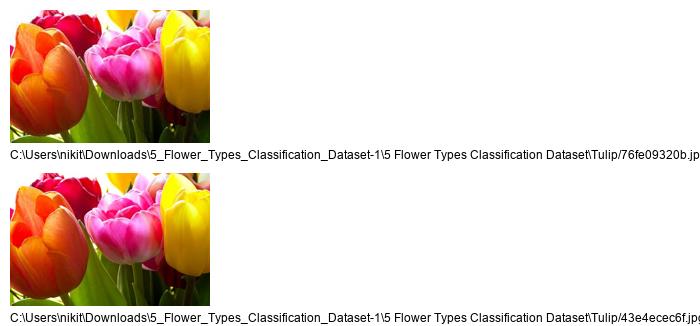 C:\Users\nikit\Downloads\5_Flower_Types_Classification_Dataset-1\5 Flower Types Classification Dataset\Tulip/76fe09320b.jp
C:\Users\nikit\Downloads\5_Flower_Types_Classification_Dataset-1\5 Flower Types Classification Dataset\Tulip/43e4ecec6f.jpg